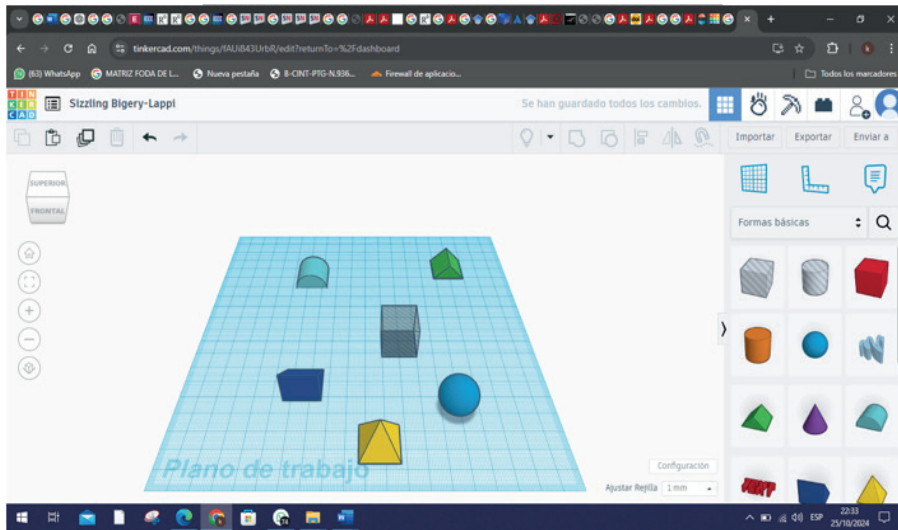 tinkercad.com/things/fAUi843UrbR/edit?returnTo=%2Fdashboard
(63) WhatsApp MATRIZ FODA DE L... Nueva pestaña 8-CINT-PTG-N.936... Firewall de aplicacio... Todos los marcadores
TIN
KER
CAD
Sizzling Bigery-Lappi
Se han guardado todos los cambios.
Importar Exportar Enviar a
SUPERIOR
FRONTAL
Formas básicas
TEXT
Plano de trabajo
Configuración
Ajustar Rejilla 1 mm
ESP
22:33
25/10/2024